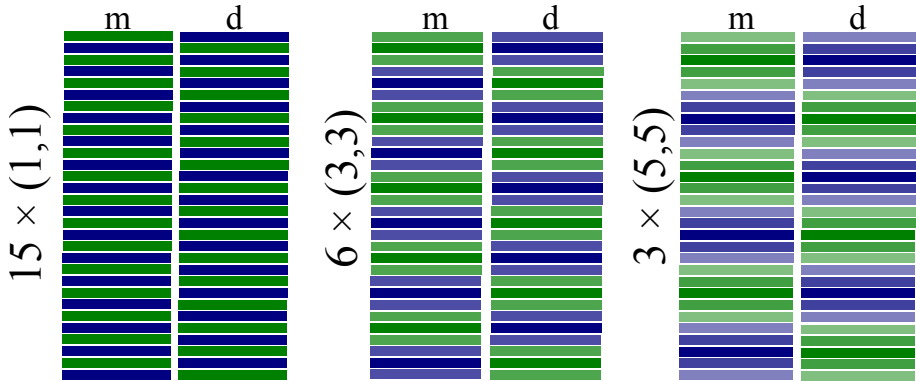 m d
15 × (1,1)
m d
6 × (3,3)
m d
3 × (5,5)